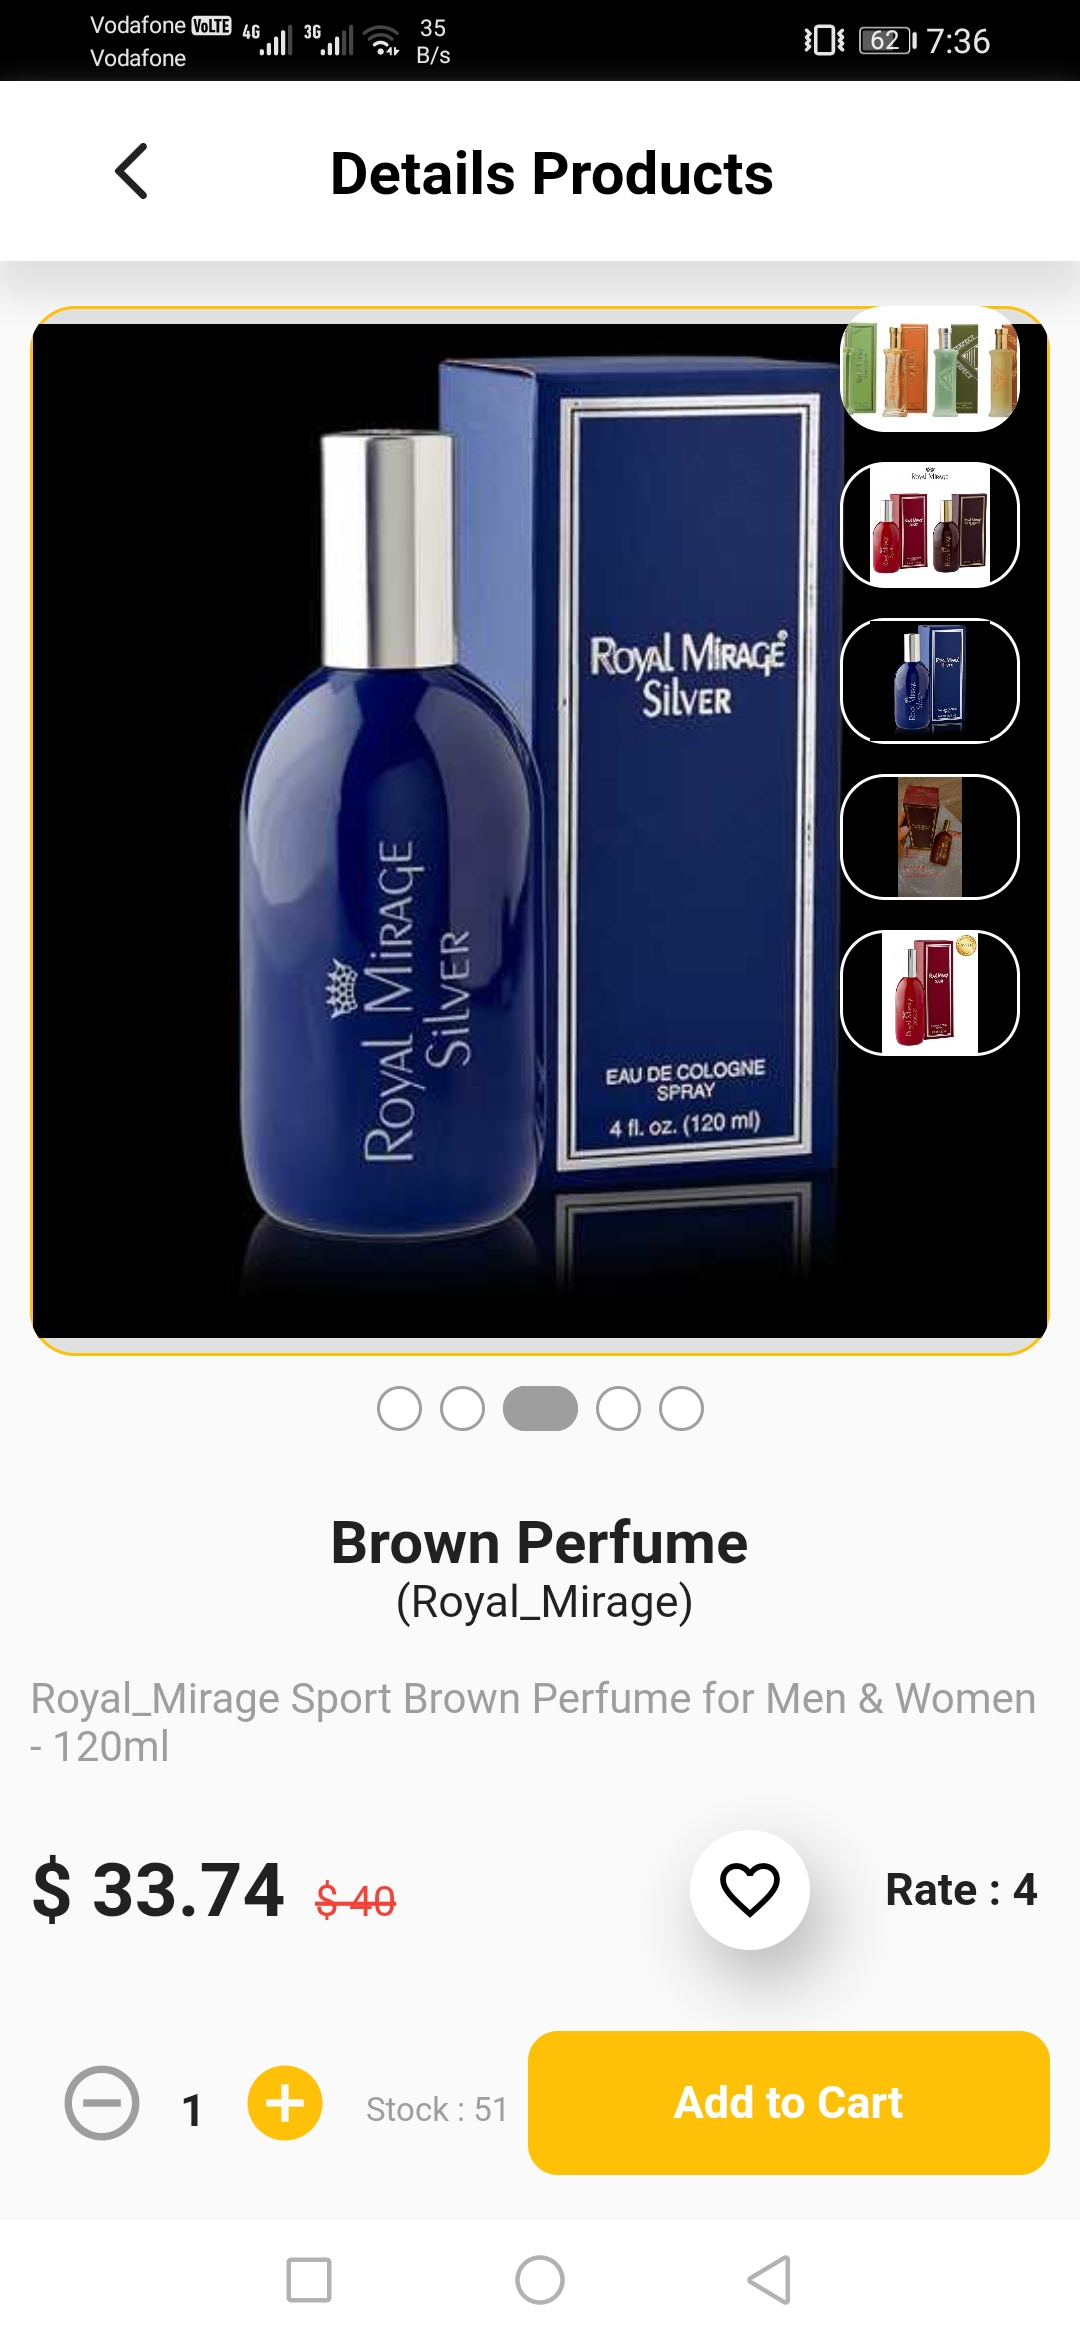 Vodafone VoLTE 4G 3G 35 B/s 62 7:36
Vodafone
Details Products
Royal Mirage®
Silver
Royal Mirage
Silver
EAU DE COLOGNE
SPRAY
4 fl. oz. (120 ml)
Royal Mirage
Brown Perfume
(Royal_Mirage)
Royal_Mirage Sport Brown Perfume for Men & Women
- 120ml
$ 33.74 $ 40
Rate : 4
1
Stock : 51
Add to Cart